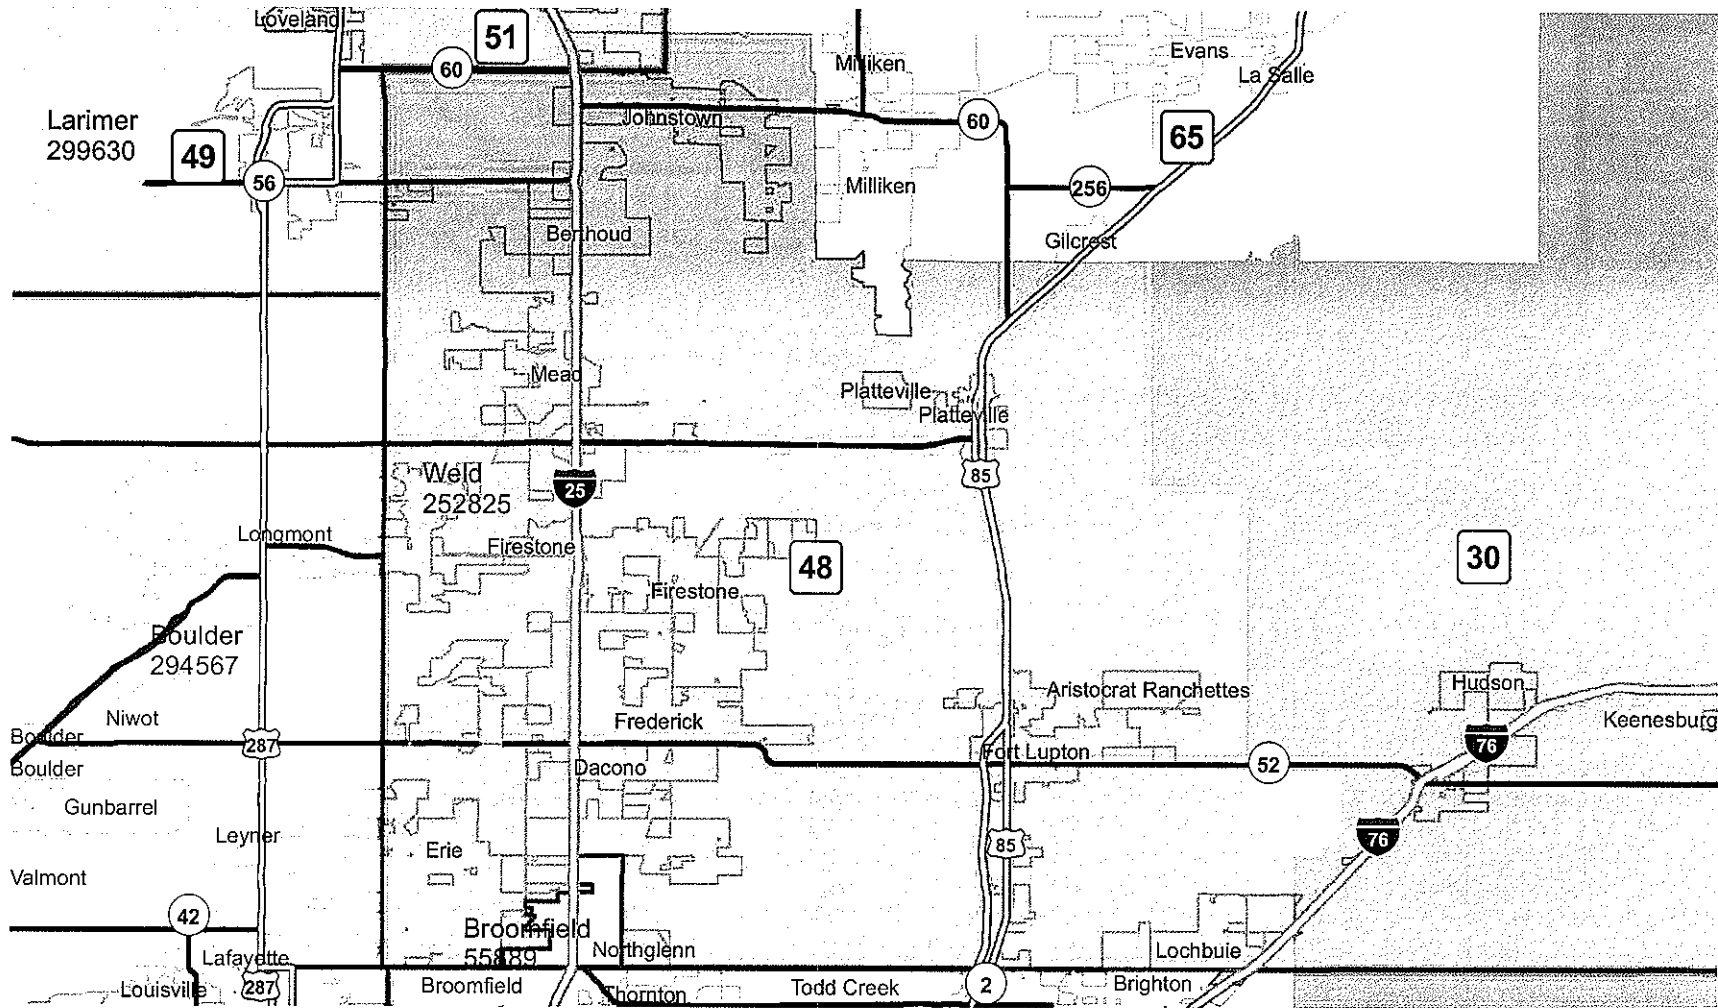 Loveland
51
60
Milliken
Evans
La Salle
Larimer
299630
49
Johnstown
60
65
56
Milliken
256
Berthoud
Gilcrest
Mead
Platteville
Platteville
Weld
252825
25
85
Longmont
Firestone
48
30
Firestone
Boulder
294567
Aristocrat Ranchettes
Hudson
Niwot
Frederick
Keenesburg
Boulder
287
76
Fort Lupton
Boulder
Dacono
52
Gunbarrel
Leyner
76
85
Erie
Valmont
42
Broomfield
55889
Northglenn
Lochbuie
Lafayette
Louisville
287
Broomfield
Thornton
Todd Creek
2
Brighton